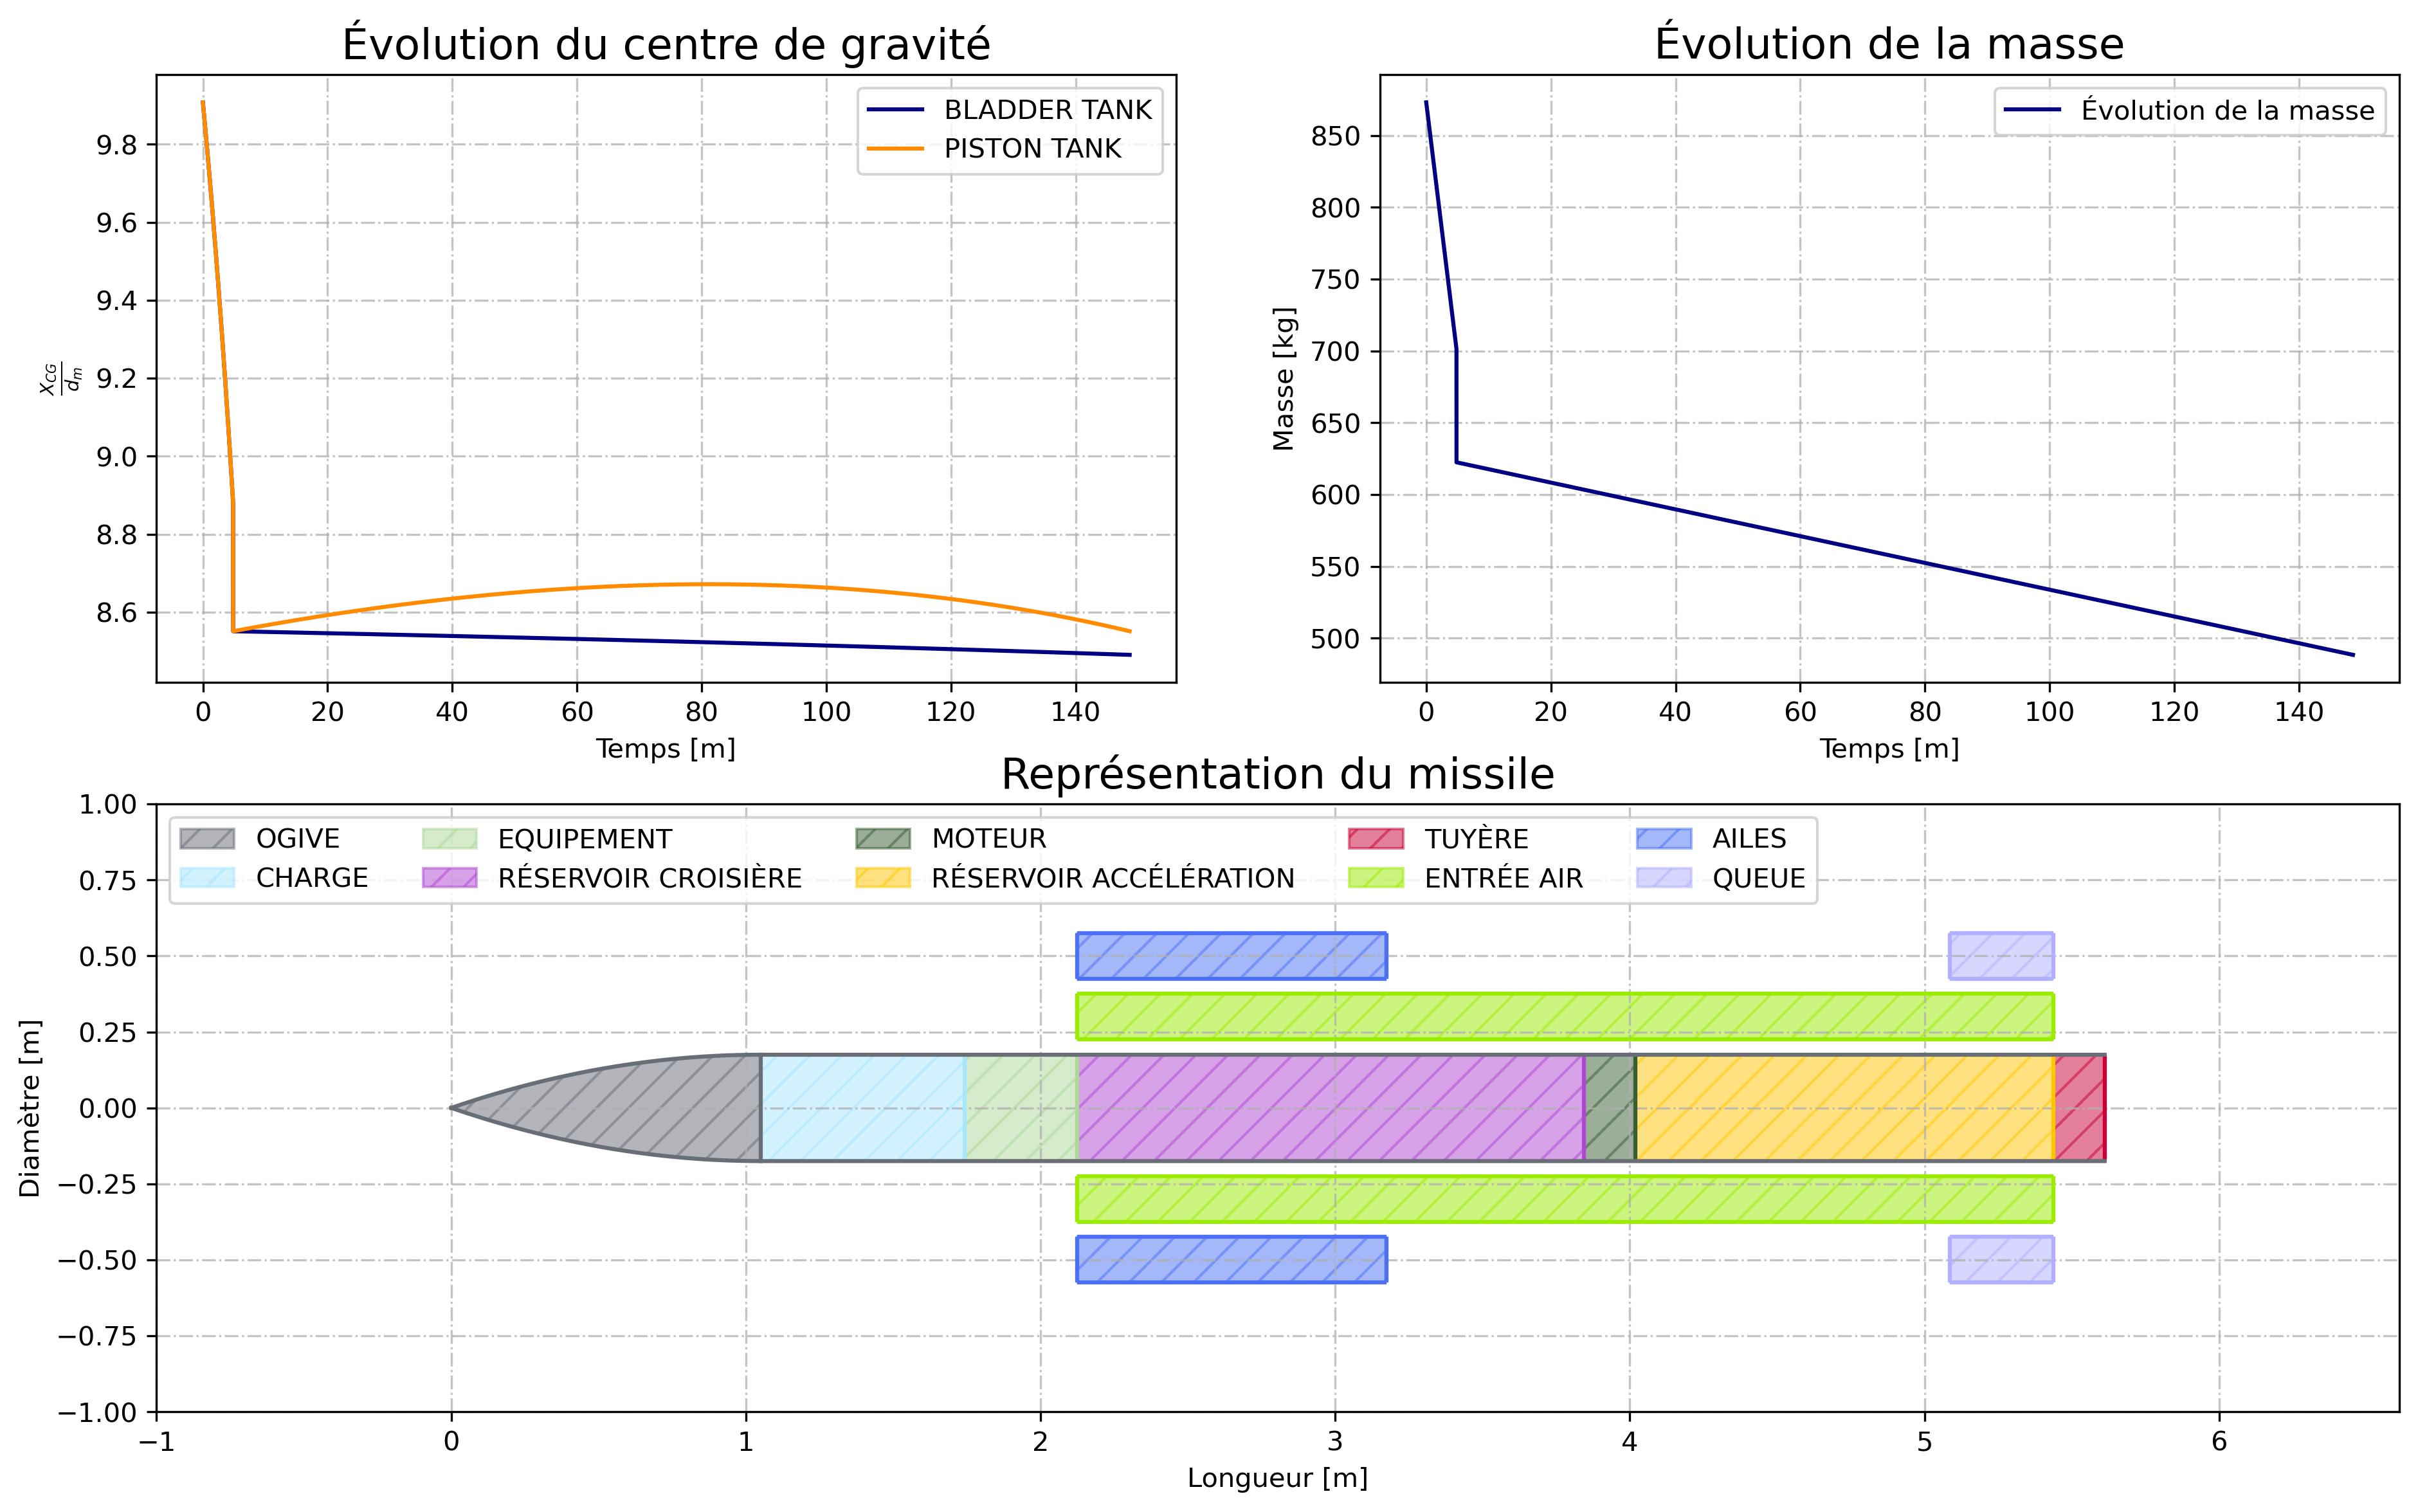 Évolution du centre de gravité
BLADDER TANK
PISTON TANK
9.8
9.6
9.4
9.2
9.0
8.8
8.6
X_CG
d_m
0 20 40 60 80 100 120 140
Temps [m]
Évolution de la masse
Évolution de la masse
850
800
750
700
650
600
550
500
Masse [kg]
0 20 40 60 80 100 120 140
Temps [m]
Représentation du missile
OGIVE EQUIPEMENT MOTEUR TUYÈRE AILES
CHARGE RÉSERVOIR CROISIÈRE RÉSERVOIR ACCÉLÉRATION ENTRÉE AIR QUEUE
1.00
0.75
0.50
0.25
0.00
−0.25
−0.50
−0.75
−1.00
Diamètre [m]
−1 0 1 2 3 4 5 6
Longueur [m]